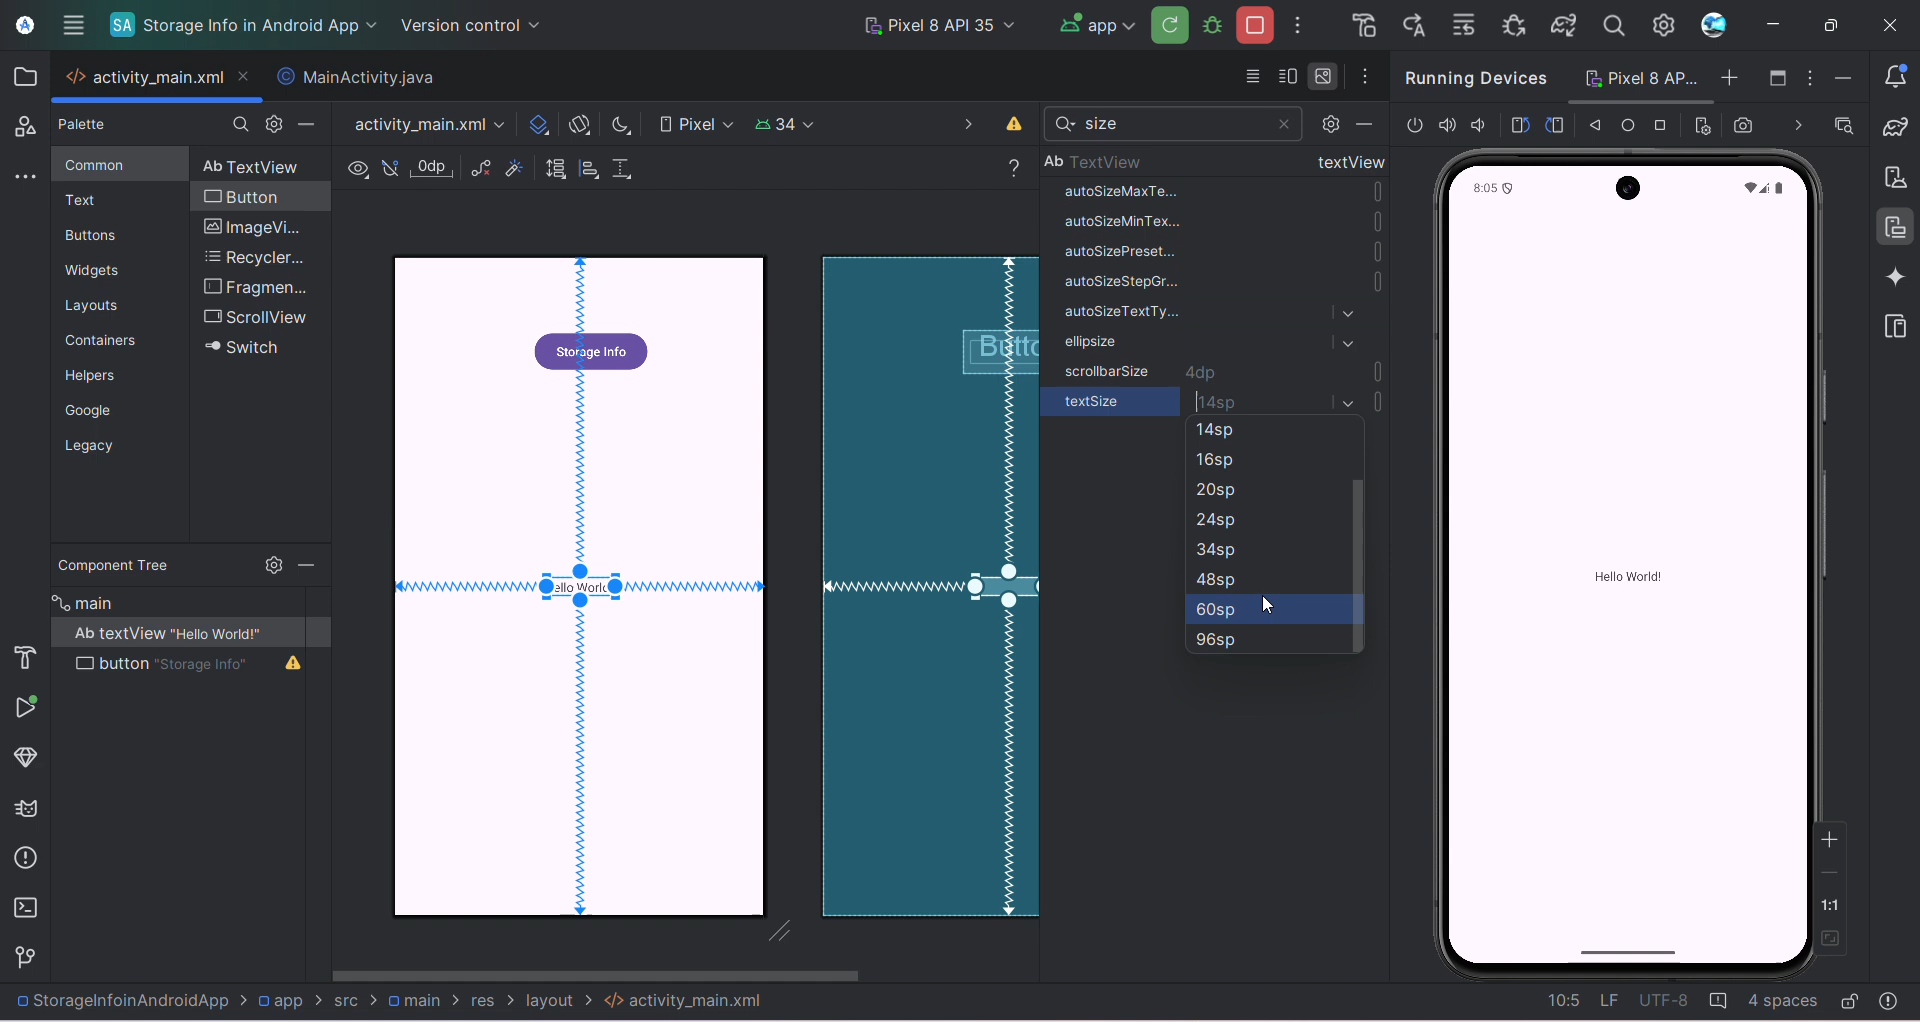 SA Storage Info in Android App Version control Pixel 8 API 35 app
activity_main.xml MainActivity.java Running Devices Pixel 8 AP...
Palette activity_main.xml Pixel 34 size
Common
Text
Buttons
Widgets
Layouts
Containers
Helpers
Google
Legacy
Ab TextView
Button
ImageVi...
Recycler...
Fragmen...
ScrollView
Switch
0dp
?
Storage Info
Butto
ello World
Ab TextView textView
autoSizeMaxTe...
autoSizeMinTex...
autoSizePreset...
autoSizeStepGr...
autoSizeTextTy...
ellipsize
scrollbarSize 4dp
textSize 14sp
14sp
16sp
20sp
24sp
34sp
48sp
60sp
96sp
8:05
Hello World!
1:1
Component Tree
main
Ab textView "Hello World!"
button "Storage Info"
StorageInfoinAndroidApp > app > src > main > res > layout > activity_main.xml 10:5 LF UTF-8 4 spaces